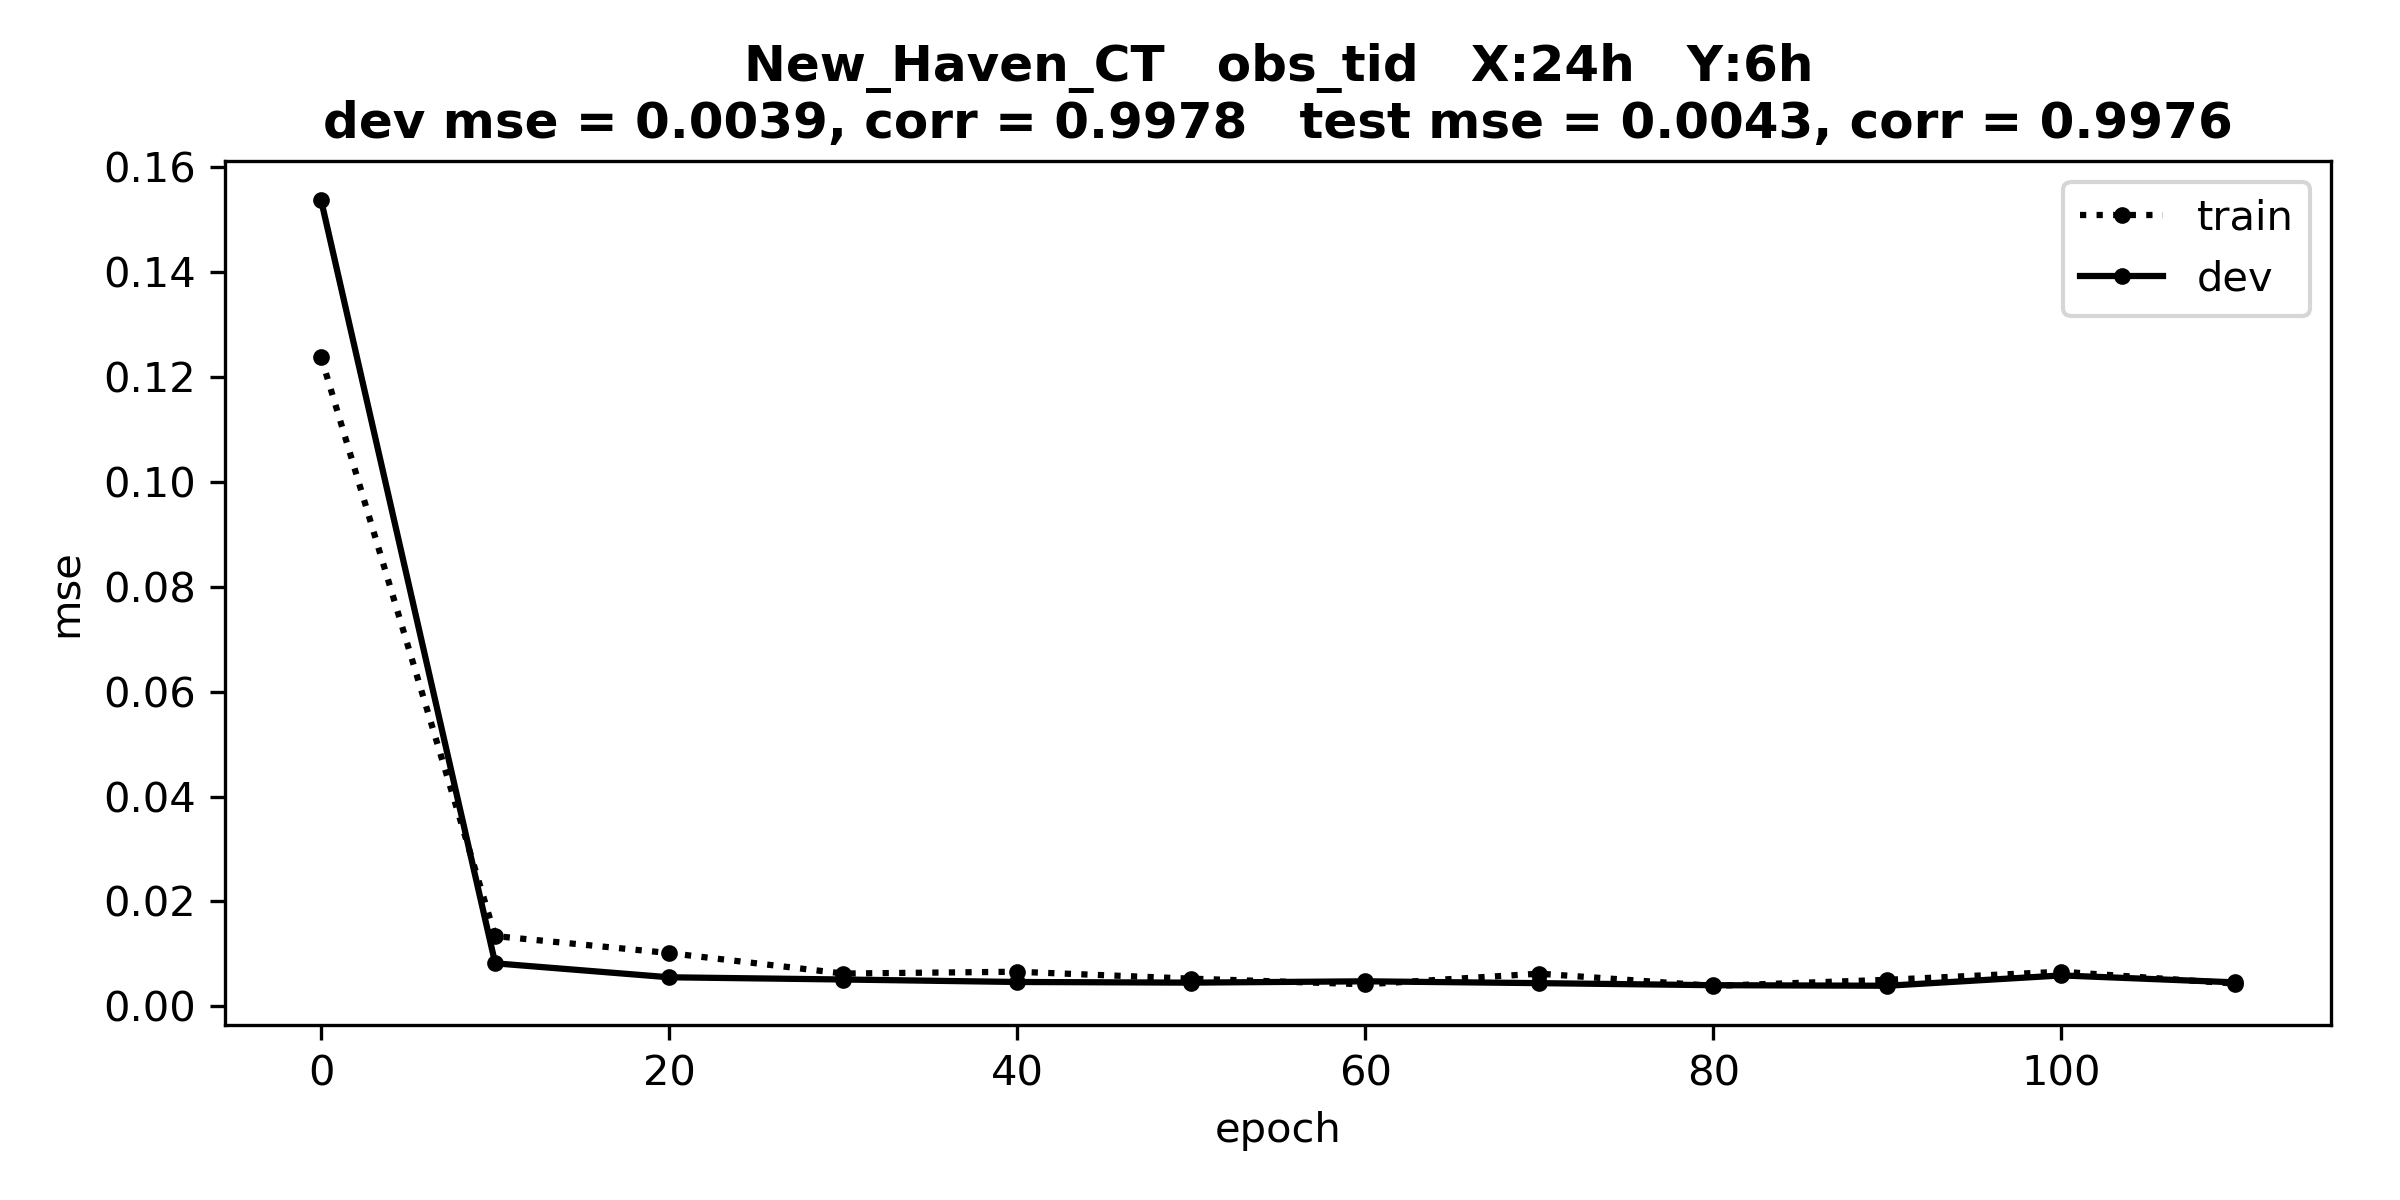 New_Haven_CT   obs_tid   X:24h   Y:6h
dev mse = 0.0039, corr = 0.9978   test mse = 0.0043, corr = 0.9976
0.16
0.14
0.12
0.10
0.08
0.06
0.04
0.02
0.00
mse
train
dev
0
20
40
60
80
100
epoch